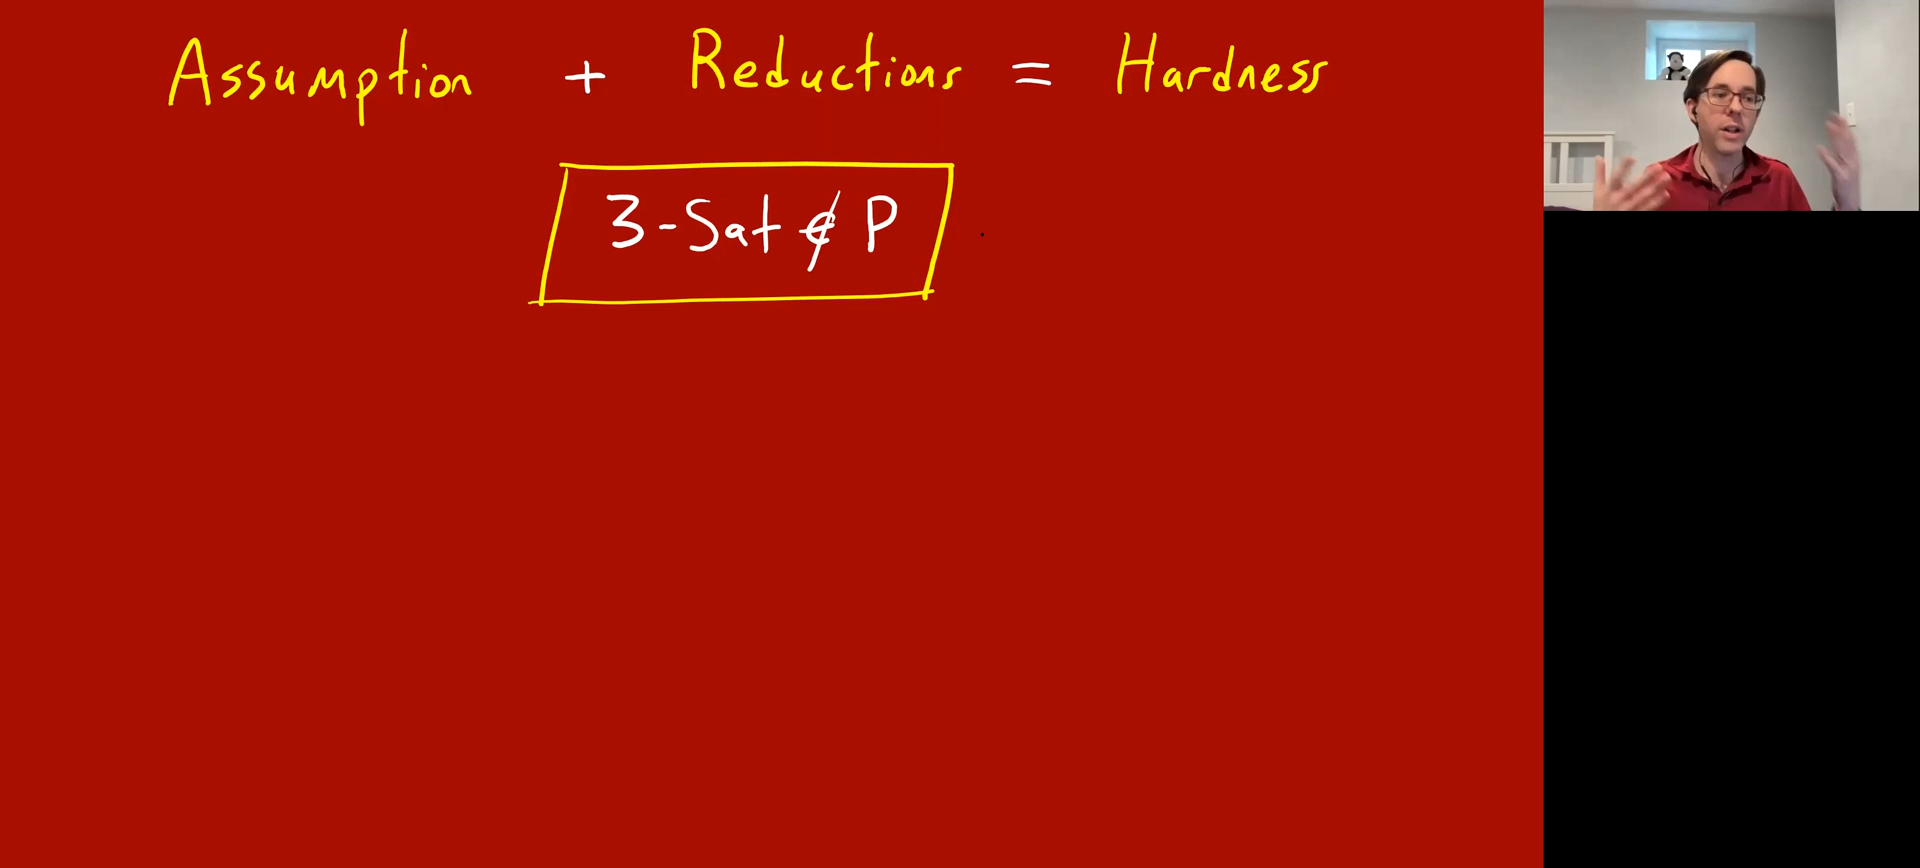 Assumption + Reductions = Hardness
3-Sat ∉ P